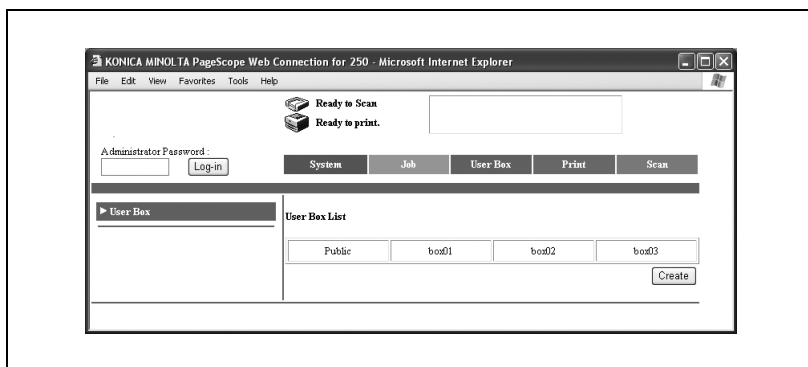 KONICA MINOLTA PageScope Web Connection for 250 - Microsoft Internet Explorer
File Edit View Favorites Tools Help
Ready to Scan
Ready to print.
Administrator Password :
Log-in
System Job User Box Print Scan
User Box
User Box List
Public box01 box02 box03
Create